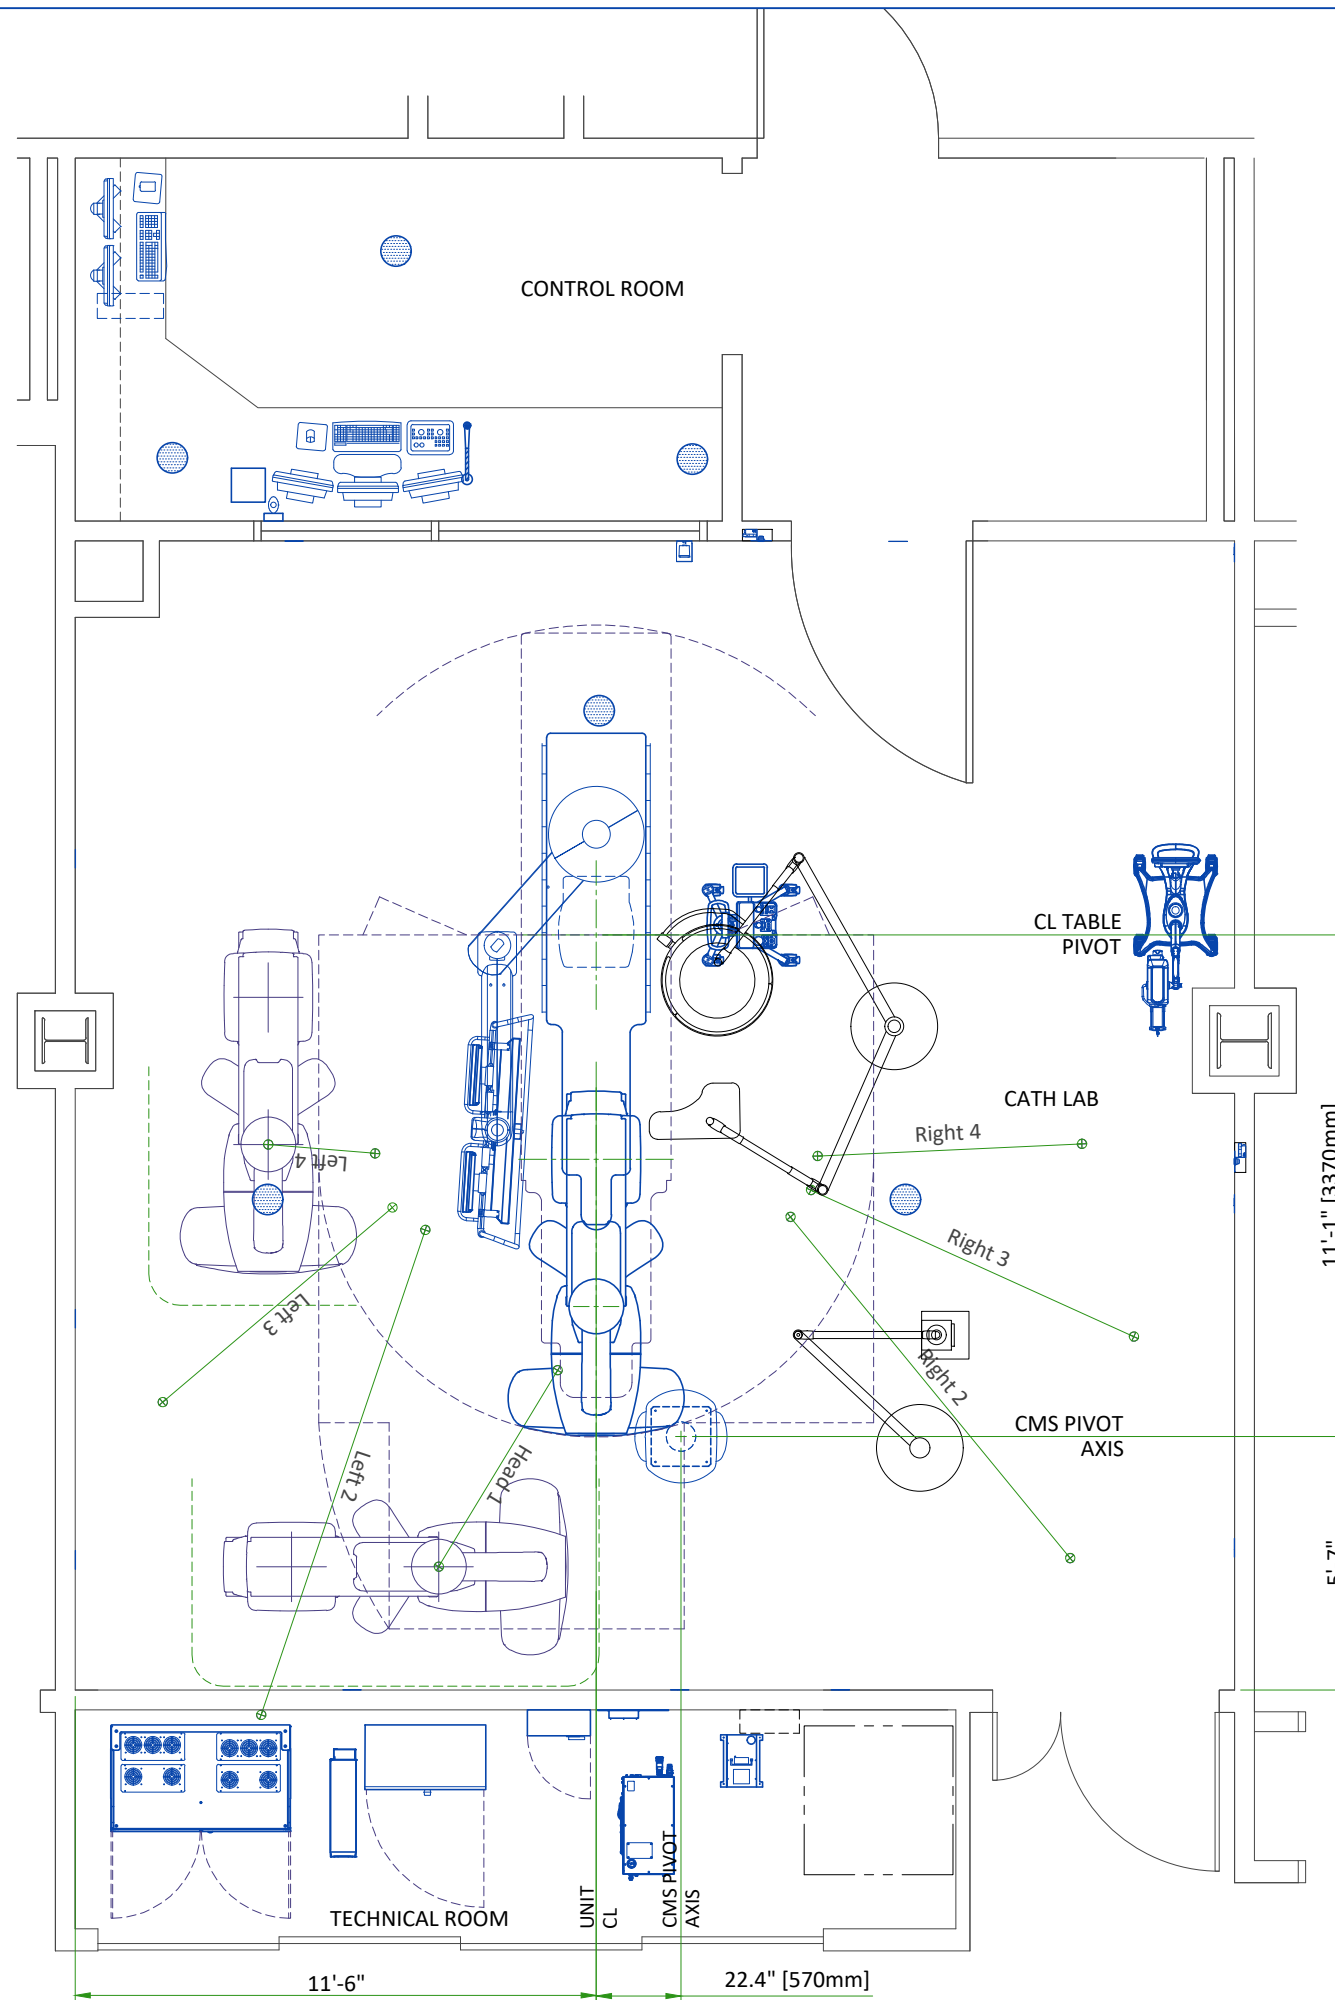 CONTROL ROOM
CL TABLE
PIVOT
CATH LAB
Right 4
Left 4
11'-1" [3370mm]
Right 3
Left 3
Right 2
CMS PIVOT
AXIS
Left 2
Head 1
5'-7"
TECHNICAL ROOM
UNIT
CL
CMS PIVOT
AXIS
11'-6"
22.4" [570mm]